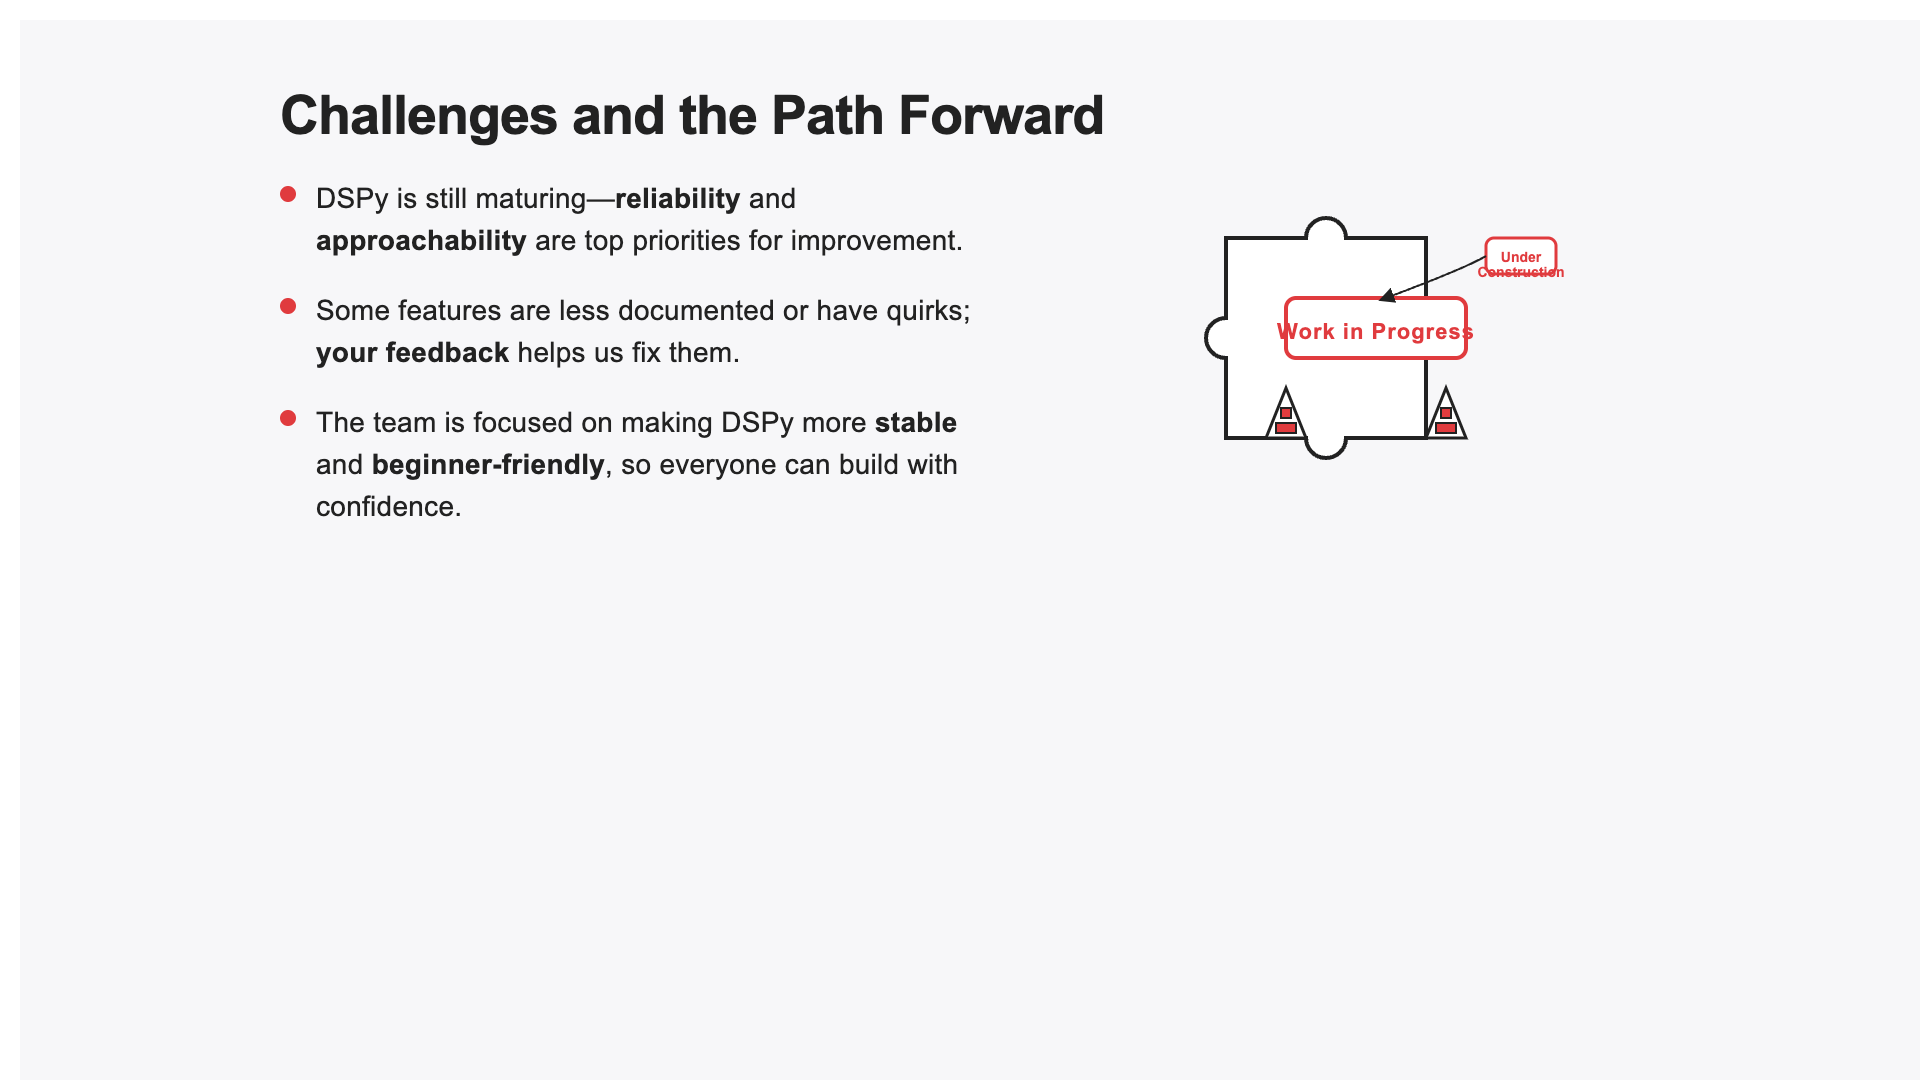 Challenges and the Path Forward
DSPy is still maturing—reliability and
approachability are top priorities for improvement.
Some features are less documented or have quirks;
your feedback helps us fix them.
The team is focused on making DSPy more stable
and beginner-friendly, so everyone can build with
confidence.
Under
Construction
Work in Progress